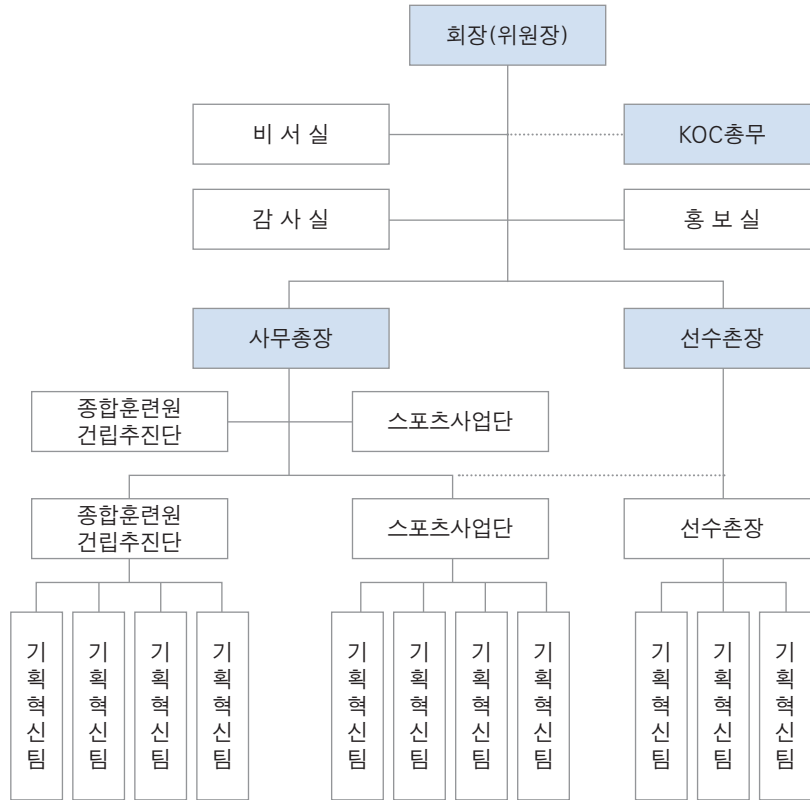 회장(위원장)
비 서 실
KOC총무
감 사 실
홍 보 실
사무총장
선수촌장
종합훈련원
건립추진단
스포츠사업단
종합훈련원
건립추진단
스포츠사업단
선수촌장
기획혁신팀
기획혁신팀
기획혁신팀
기획혁신팀
기획혁신팀
기획혁신팀
기획혁신팀
기획혁신팀
기획혁신팀
기획혁신팀
기획혁신팀